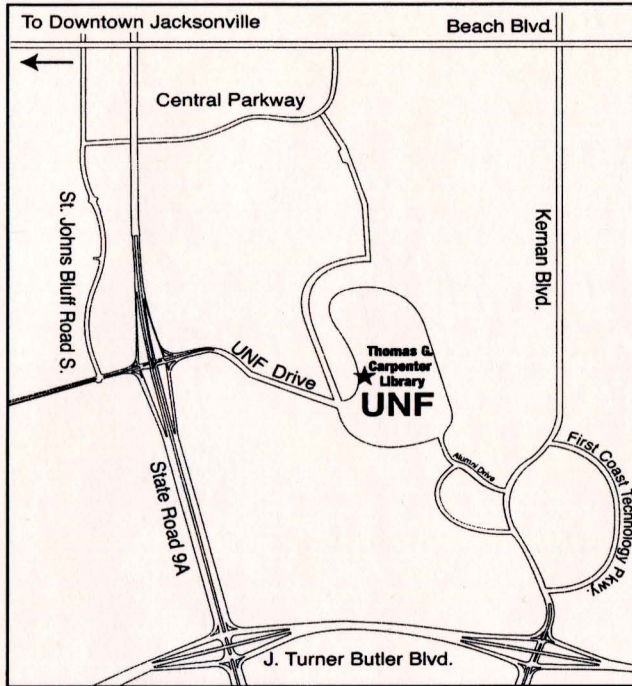 To Downtown Jacksonville
Beach Blvd.
Central Parkway
St. Johns Bluff Road S.
Kernan Blvd.
UNF Drive
Thomas G.
Carpenter
Library
UNF
Alumni Drive
First Coast Technology Pkwy.
State Road 9A
J. Turner Butler Blvd.